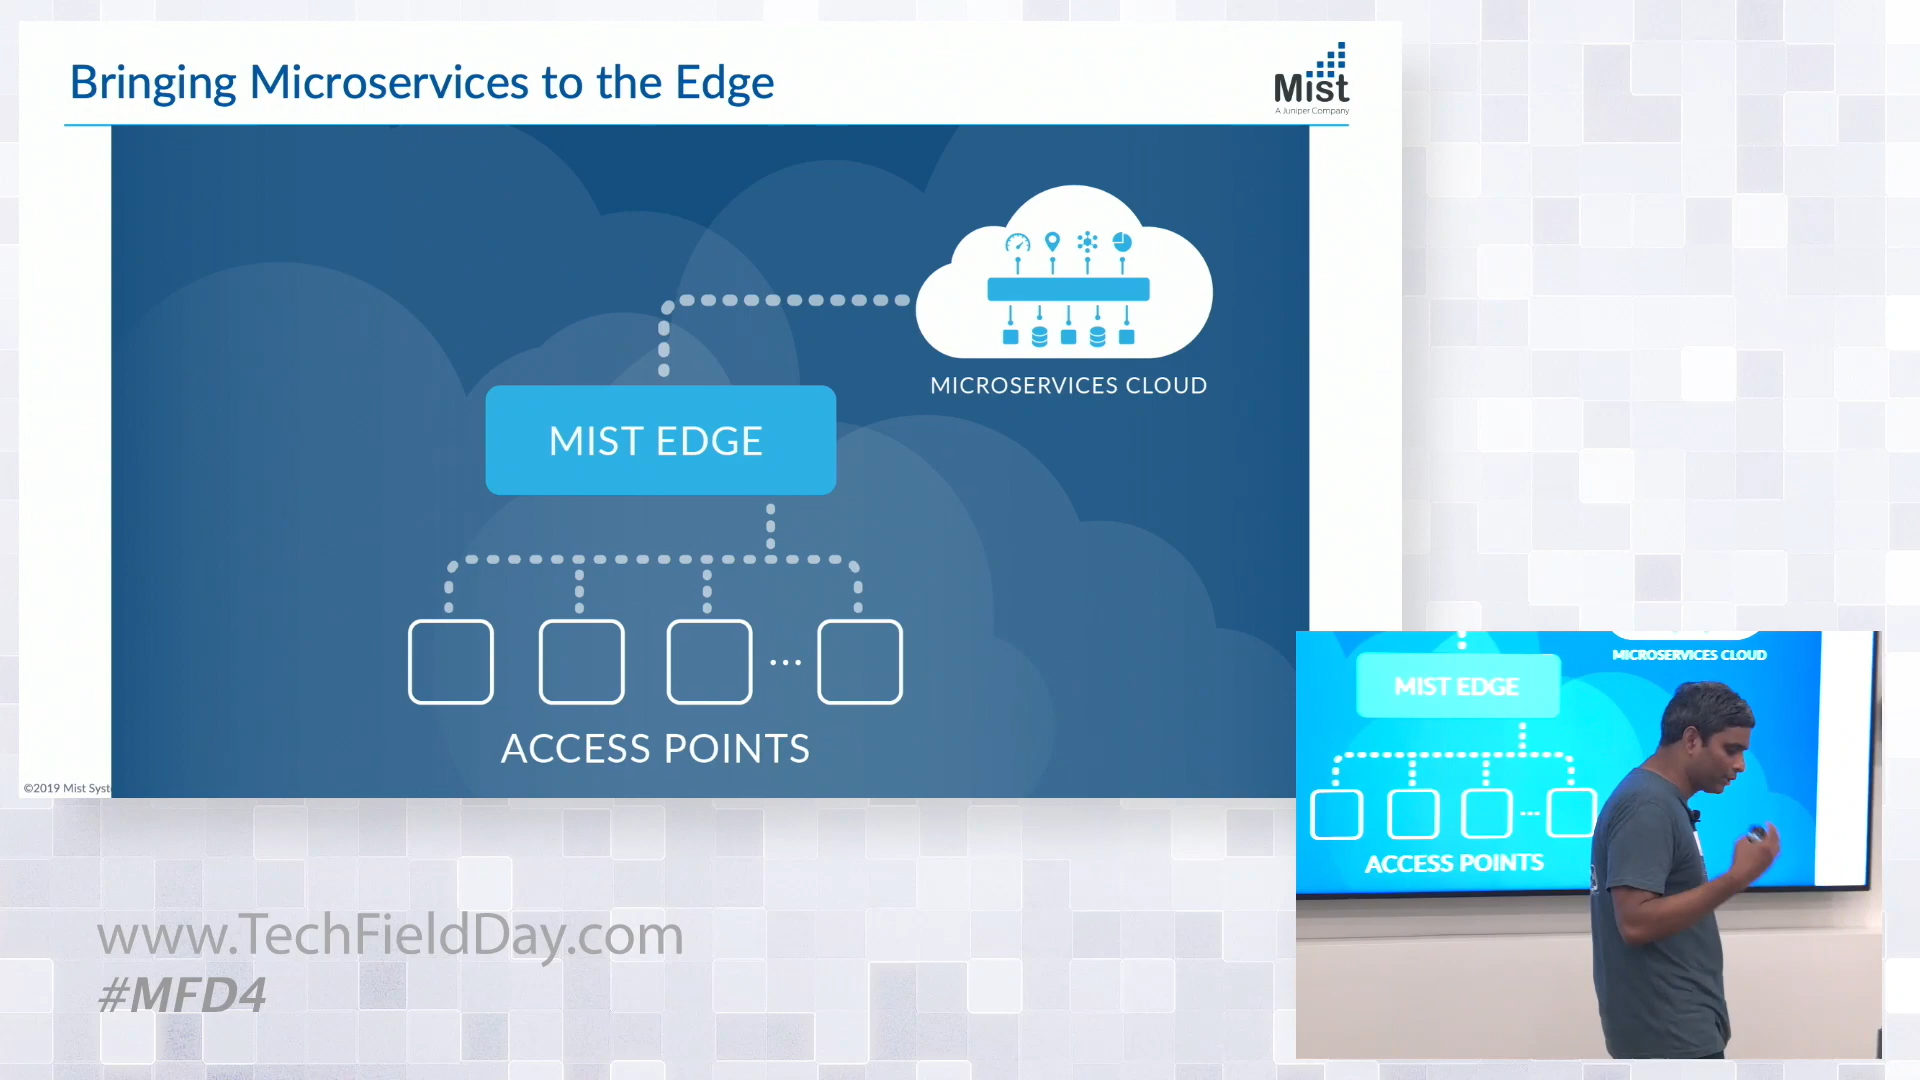 Bringing Microservices to the Edge
Mist
A Juniper Company
MICROSERVICES CLOUD
MIST EDGE
...
ACCESS POINTS
©2019 Mist Syst
www.TechFieldDay.com
#MFD4
MICROSERVICES CLOUD
MIST EDGE
...
ACCESS POINTS